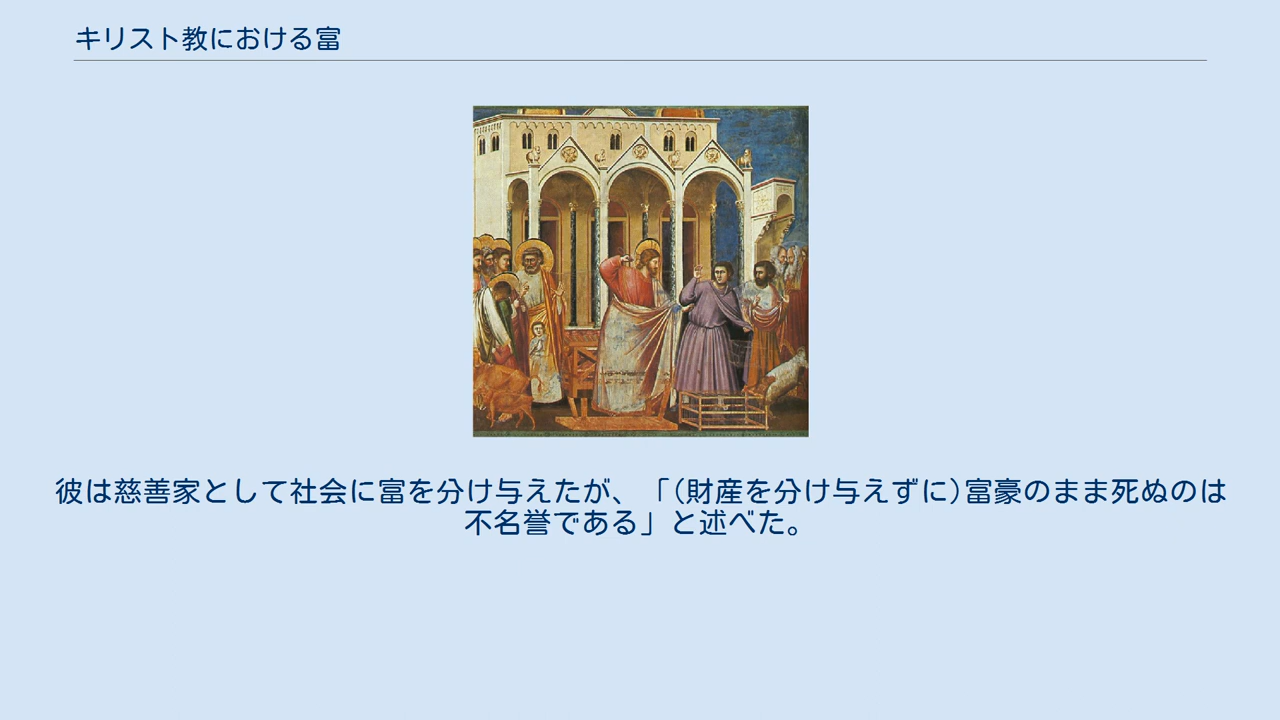 キリスト教における富
彼は慈善家として社会に富を分け与えたが、「(財産を分け与えずに)富豪のまま死ぬのは
不名誉である」と述べた。